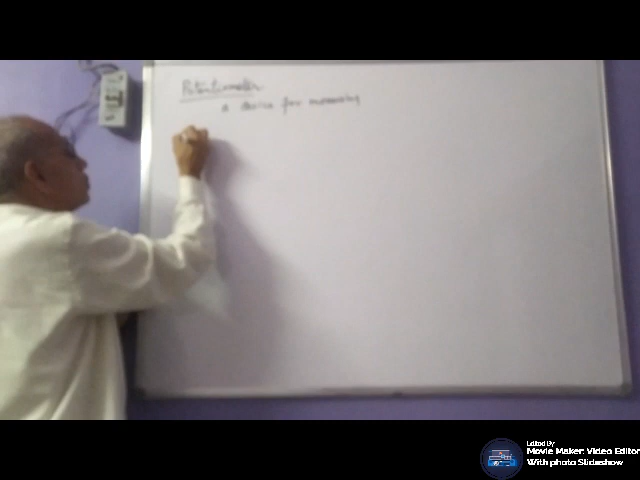 Potentiometer
a device for measuring
Edited By
Movie Maker: Video Editor
With photo Slideshow